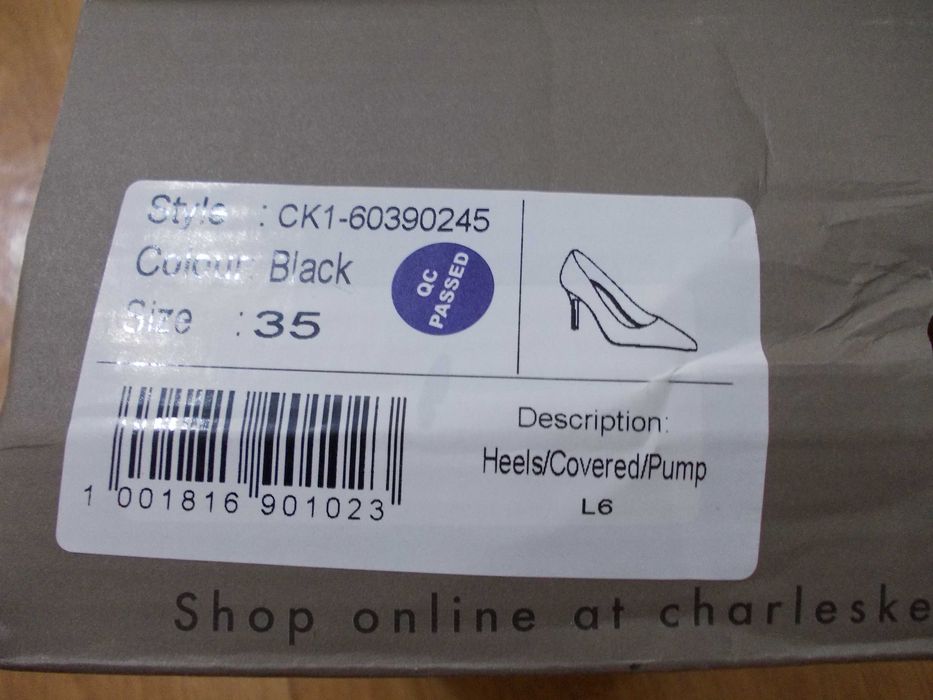 Style : CK1-60390245
Colour: Black
Size : 35
QC
PASSED
1 001816 901023
Description:
Heels/Covered/Pump
L6
Shop online at charleske